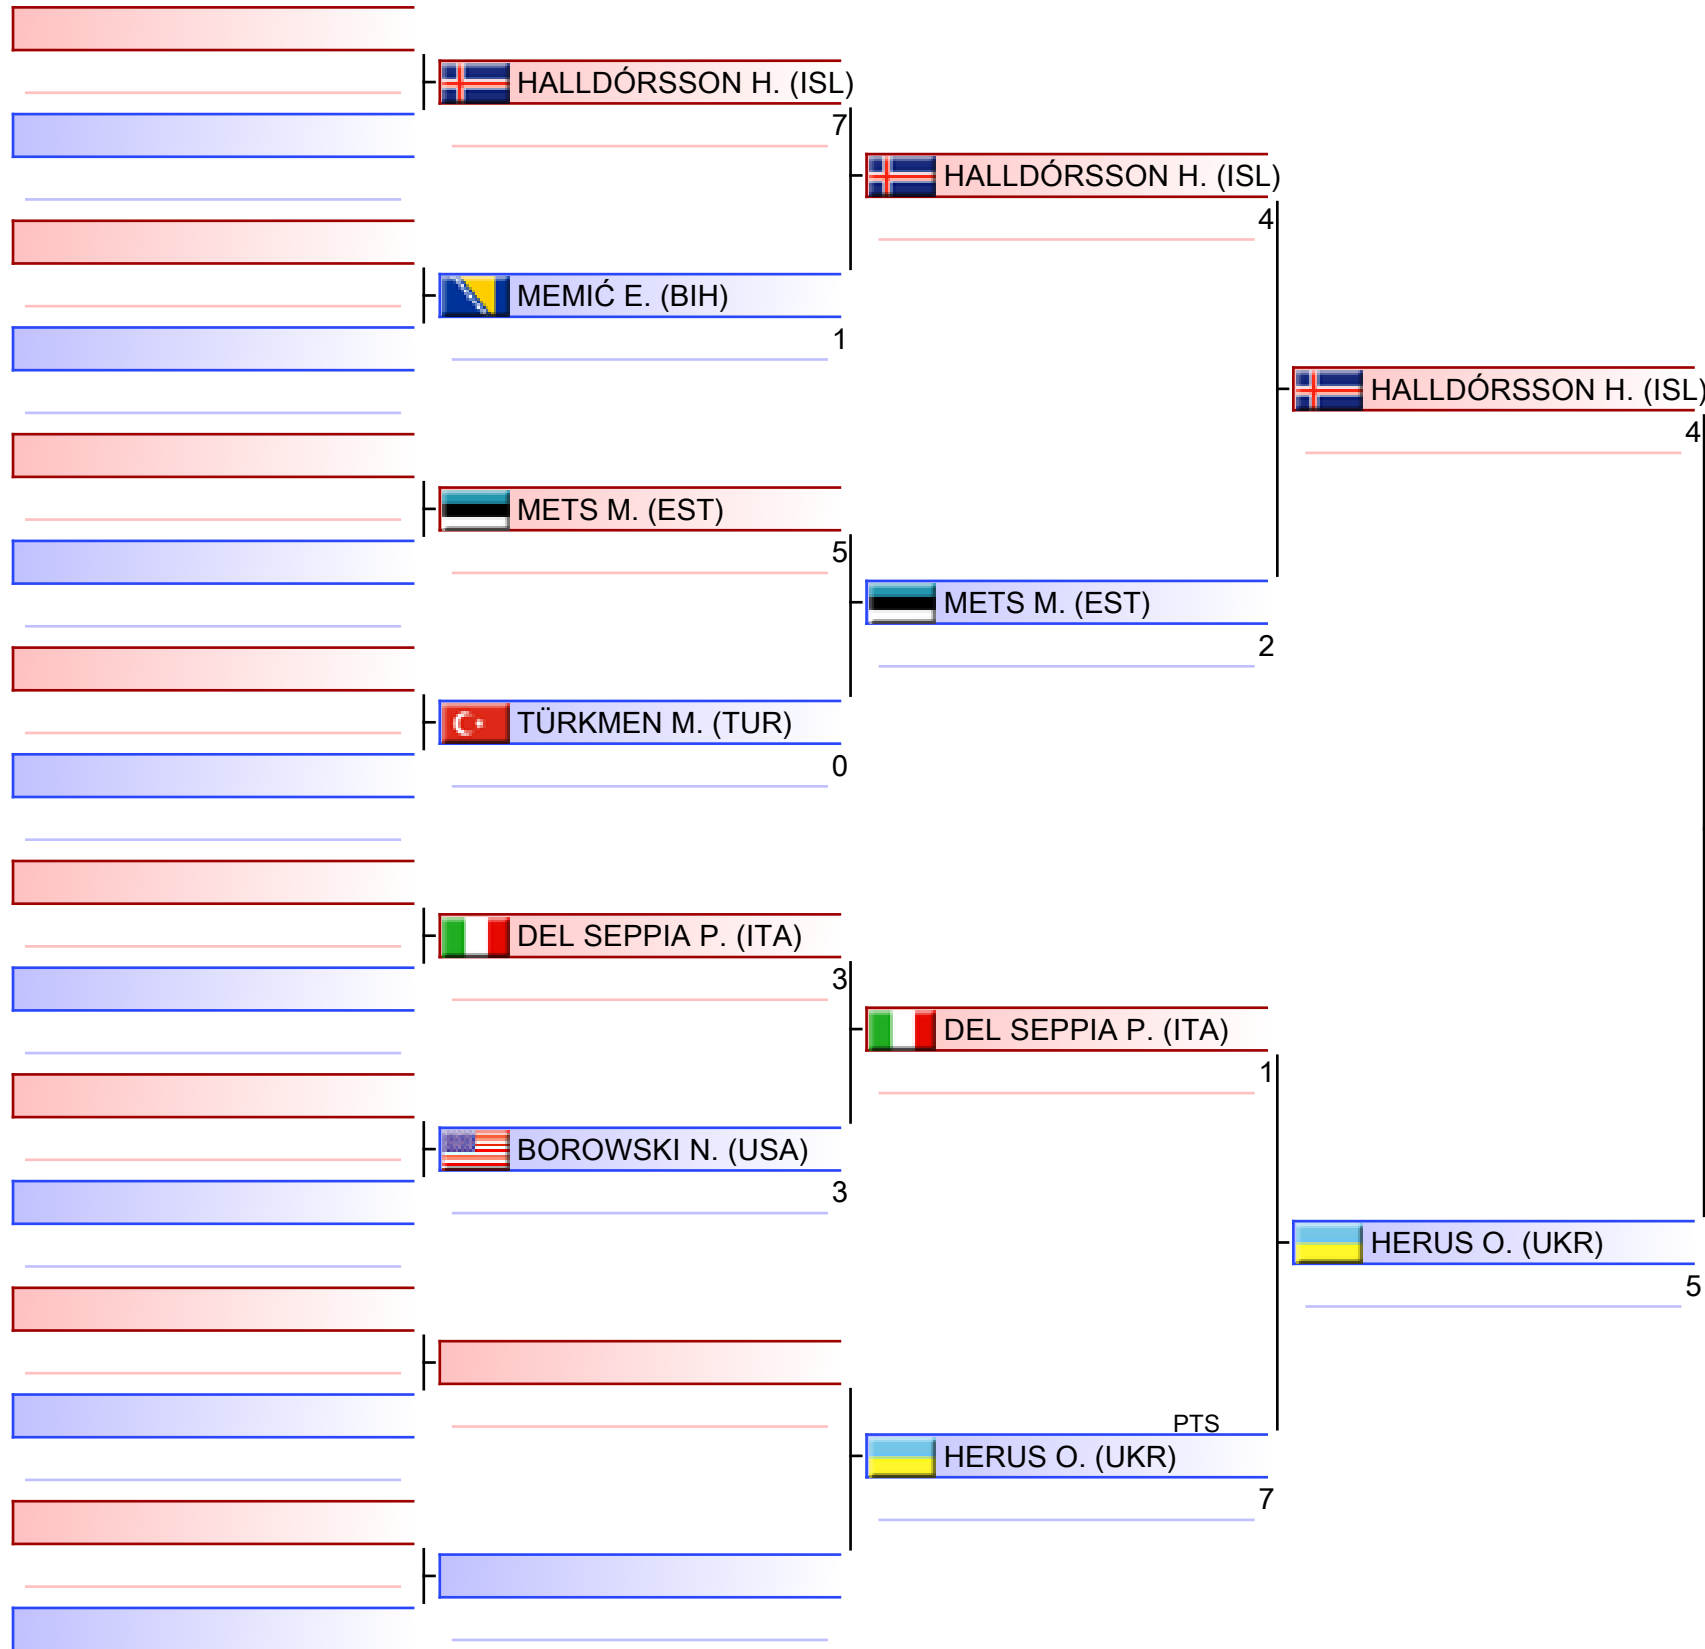 HALLDÓRSSON H. (ISL)
7
HALLDÓRSSON H. (ISL)
4
MEMIĆ E. (BIH)
1
HALLDÓRSSON H. (ISL)
4
METS M. (EST)
5
METS M. (EST)
2
TÜRKMEN M. (TUR)
0
DEL SEPPIA P. (ITA)
3
DEL SEPPIA P. (ITA)
1
BOROWSKI N. (USA)
3
HERUS O. (UKR)
5
PTS
HERUS O. (UKR)
7